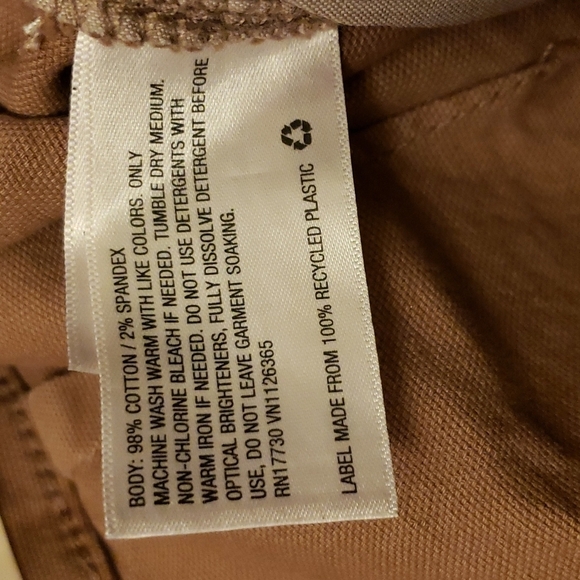 BODY: 98% COTTON / 2% SPANDEX
MACHINE WASH WARM WITH LIKE COLORS. ONLY
NON-CHLORINE BLEACH IF NEEDED. TUMBLE DRY MEDIUM.
WARM IRON IF NEEDED. DO NOT USE DETERGENTS WITH
OPTICAL BRIGHTENERS, FULLY DISSOLVE DETERGENT BEFORE
USE, DO NOT LEAVE GARMENT SOAKING.
RN17730 VN1126365
LABEL MADE FROM 100% RECYCLED PLASTIC